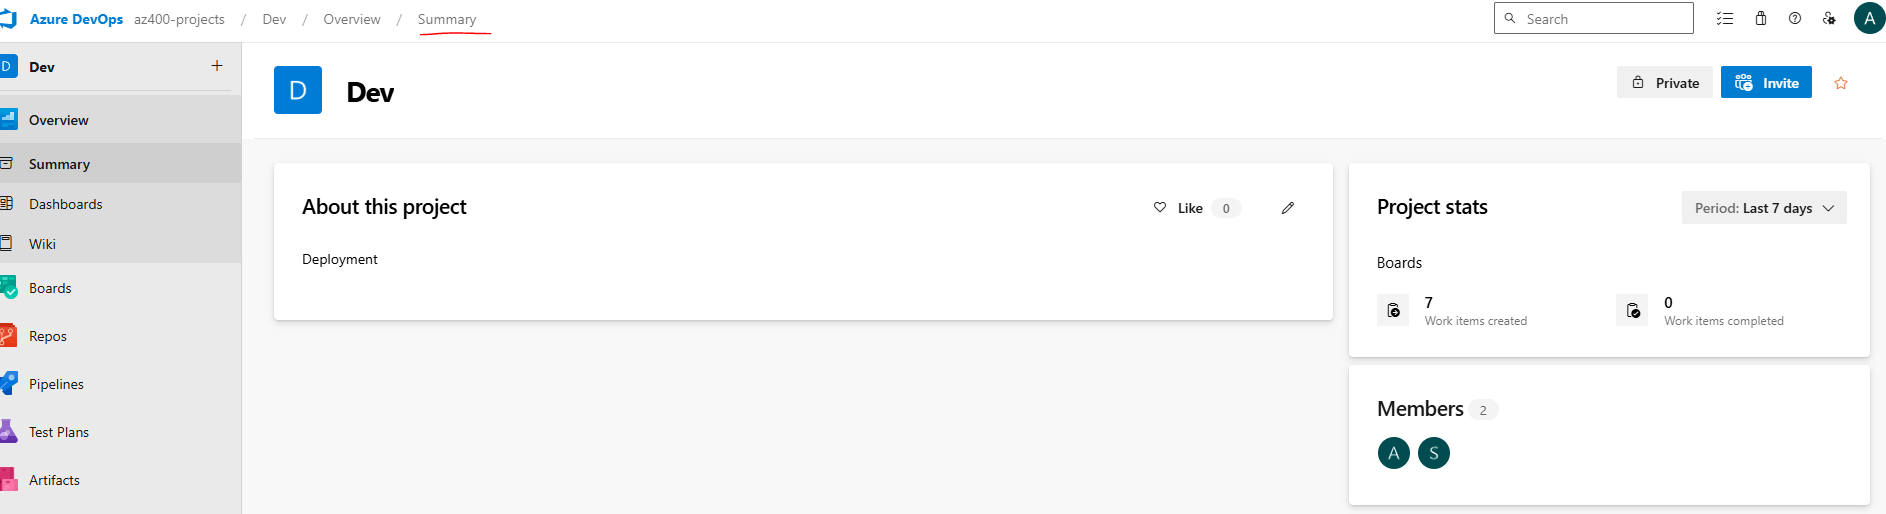 Azure DevOps az400-projects / Dev / Overview / Summary
Search
A
D Dev +
Overview
Summary
Dashboards
Wiki
Boards
Repos
Pipelines
Test Plans
Artifacts
D Dev
Private
Invite
About this project
Like 0
Deployment
Project stats
Period: Last 7 days
Boards
7
Work items created
0
Work items completed
Members 2
A S